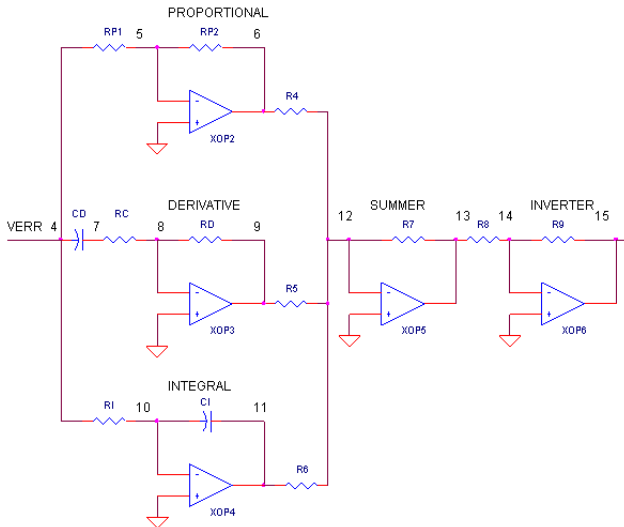 PROPORTIONAL
RP1 5 RP2 6
R4
-
+
XOP2
DERIVATIVE
VERR 4 CD 7 RC 8 RD 9
R5
-
+
XOP3
INTEGRAL
RI 10 CI 11
R6
-
+
XOP4
SUMMER
12 R7 13 R8
-
+
XOP5
INVERTER
14 R9 15
-
+
XOP6